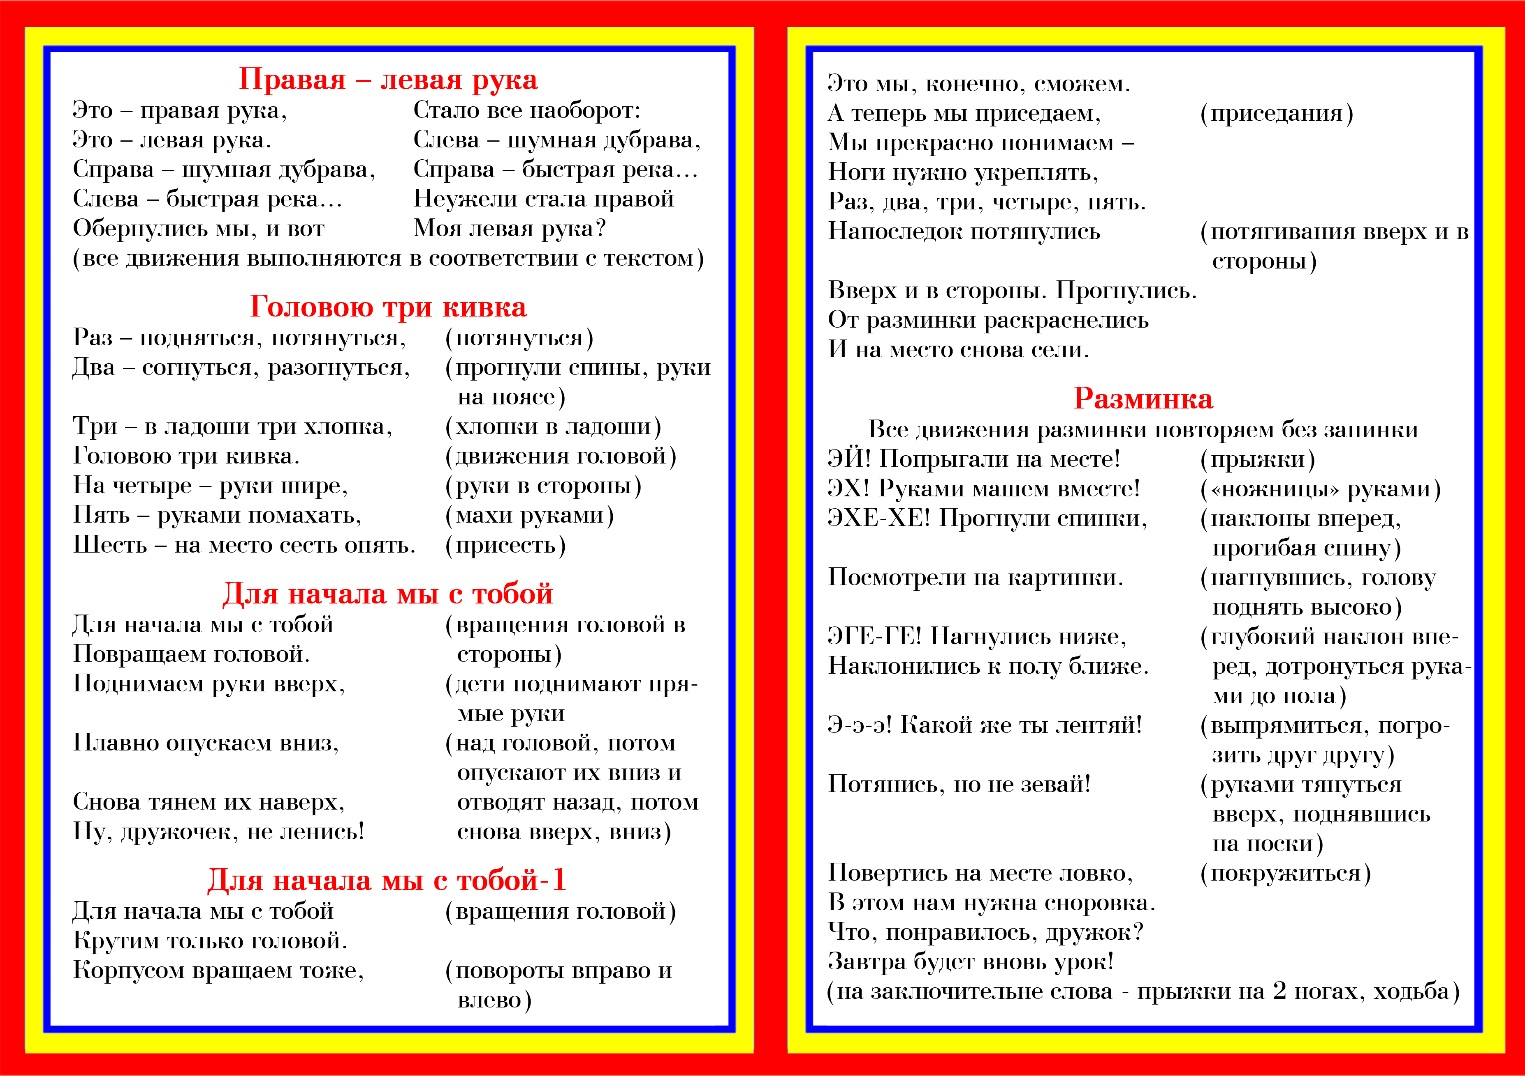 Правая – левая рука
Это – правая рука,
Это – левая рука.
Справа – шумная дубрава,
Слева – быстрая река...
Обернулись мы, и вот
Стало все наоборот:
Слева – шумная дубрава,
Справа – быстрая река...
Неужели стала правой
Моя левая рука?
(все движения выполняются в соответствии с текстом)
Головою три кивка
Раз – подняться, потянуться, (потянуться)
Два – согнуться, разогнуться, (прогнули спины, руки
на поясе)
Три – в ладоши три хлопка, (хлопки в ладоши)
Головою три кивка. (движения головой)
На четыре – руки шире, (руки в стороны)
Пять – руками помахать, (махи руками)
Шесть – на место сесть опять. (присесть)
Для начала мы с тобой
Для начала мы с тобой (вращения головой в
Повращаем головой. стороны)
Поднимаем руки вверх, (дети поднимают пря-
мые руки
Плавно опускаем вниз, (над головой, потом
опускают их вниз и
Снова тянем их наверх, отводят назад, потом
Ну, дружочек, не ленись! снова вверх, вниз)
Для начала мы с тобой-1
Для начала мы с тобой (вращения головой)
Крутим только головой.
Корпусом вращаем тоже, (повороты вправо и
влево)
Это мы, конечно, сможем.
А теперь мы приседаем, (приседания)
Мы прекрасно понимаем –
Ноги нужно укреплять,
Раз, два, три, четыре, пять.
Напоследок потянулись (потягивания вверх и в
стороны)
Вверх и в стороны. Прогнулись.
От разминки раскраснелись
И на место снова сели.
Разминка
Все движения разминки повторяем без запинки
ЭЙ! Попрыгали на месте! (прыжки)
ЭХ! Руками машем вместе! («ножницы» руками)
ЭХЕ-ХЕ! Прогнули спинки, (наклоны вперед,
прогибая спину)
Посмотрели на картинки. (нагнувшись, голову
поднять высоко)
ЭГЕ-ГЕ! Нагнулись ниже, (глубокий наклон впе-
Наклонились к полу ближе. ред, дотронуться рука-
ми до пола)
Э-э-э! Какой же ты лентяй! (выпрямиться, погро-
зить друг другу)
Потянись, но не зевай! (руками тянуться
вверх, поднявшись
на носки)
Повертись на месте ловко, (покружиться)
В этом нам нужна сноровка.
Что, понравилось, дружок?
Завтра будет вновь урок!
(на заключительне слова - прыжки на 2 ногах, ходьба)